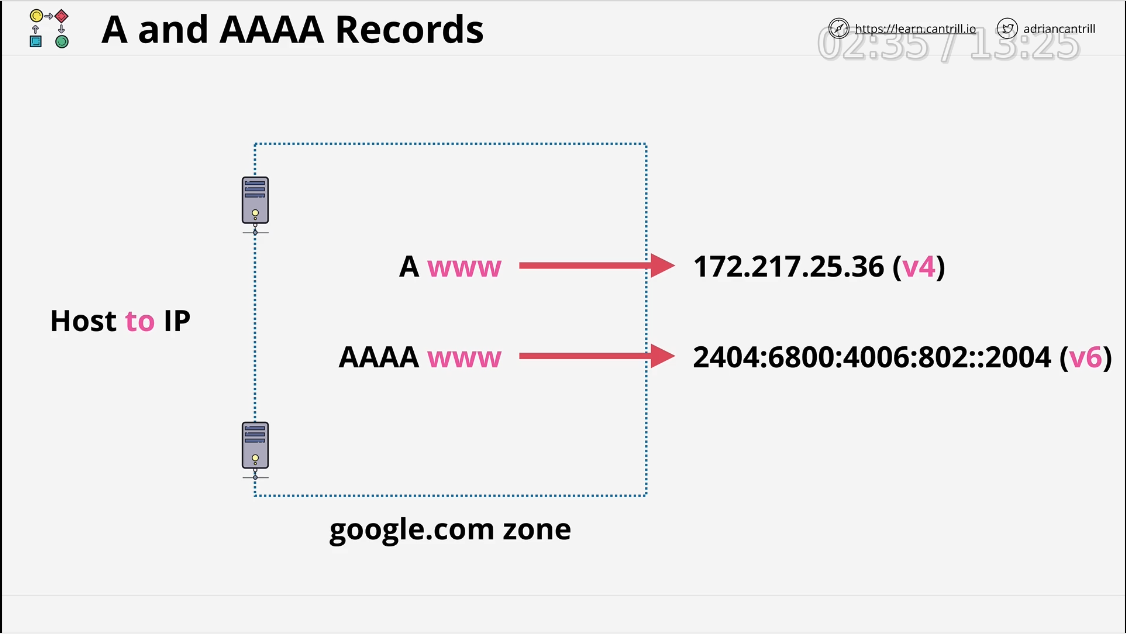 A and AAAA Records
https://learn.cantrill.io
adriancantrill
02:35 / 13:25
A www
172.217.25.36 (v4)
Host to IP
AAAA www
2404:6800:4006:802::2004 (v6)
google.com zone